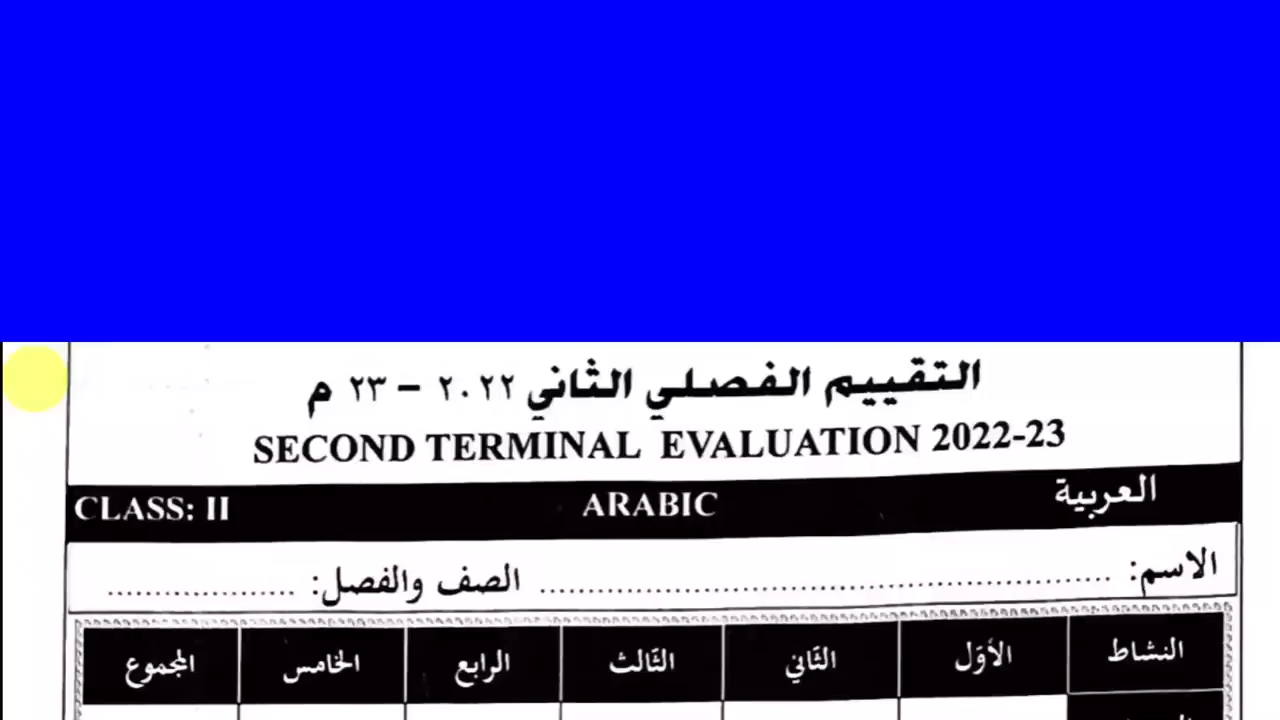 التقييم الفصلي الثاني ٢٠٢٢ – ٢٣ م
SECOND TERMINAL EVALUATION 2022-23
CLASS: II ARABIC العربية
الاسم: ........................................ الصف والفصل: ....................
النشاط الأوّل الثّاني الثّالث الرابع الخامس المجموع